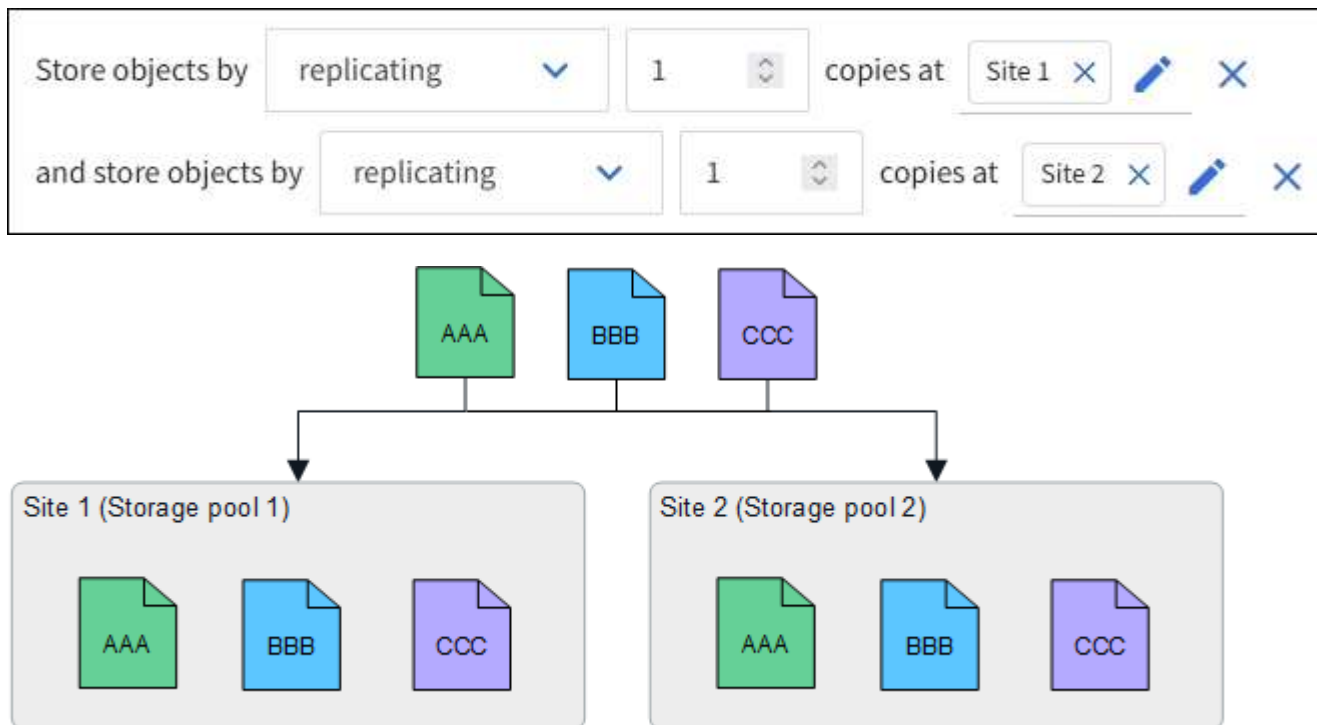 Store objects by replicating 1 copies at Site 1
and store objects by replicating 1 copies at Site 2
AAA BBB CCC
Site 1 (Storage pool 1) Site 2 (Storage pool 2)
AAA BBB CCC AAA BBB CCC